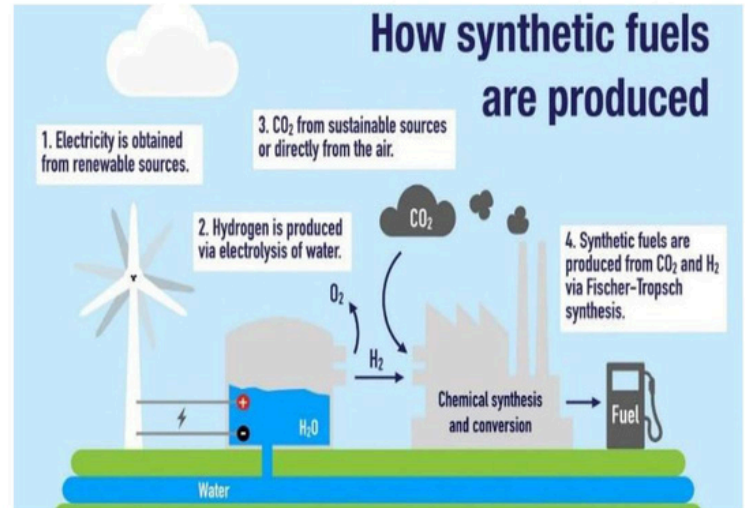 How synthetic fuels
are produced
1. Electricity is obtained
from renewable sources.
3. CO₂ from sustainable sources
or directly from the air.
2. Hydrogen is produced
via electrolysis of water.
CO₂
4. Synthetic fuels are
produced from CO₂ and H₂
via Fischer-Tropsch
synthesis.
O₂
H₂
Chemical synthesis
and conversion
Fuel
+
-
H₂O
Water